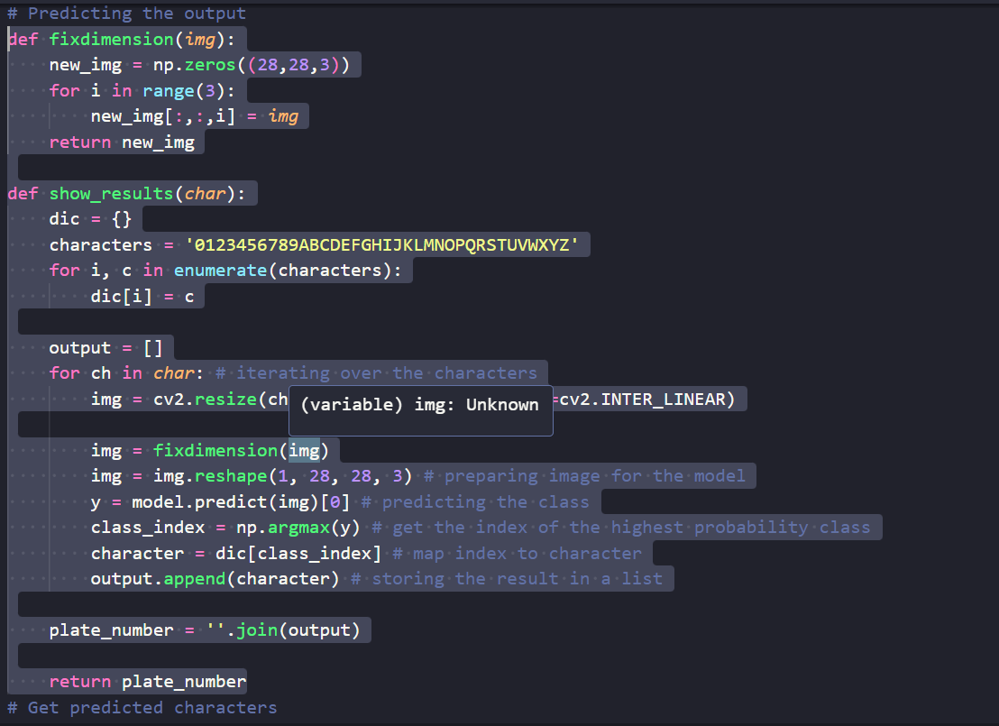 # Predicting the output
def fixdimension(img):
    new_img = np.zeros((28,28,3))
    for i in range(3):
        new_img[:,:,i] = img
    return new_img

def show_results(char):
    dic = {}
    characters = '0123456789ABCDEFGHIJKLMNOPQRSTUVWXYZ'
    for i, c in enumerate(characters):
        dic[i] = c

    output = []
    for ch in char: # iterating over the characters
        img = cv2.resize(ch =cv2.INTER_LINEAR)
(variable) img: Unknown
        img = fixdimension(img)
        img = img.reshape(1, 28, 28, 3) # preparing image for the model
        y = model.predict(img)[0] # predicting the class
        class_index = np.argmax(y) # get the index of the highest probability class
        character = dic[class_index] # map index to character
        output.append(character) # storing the result in a list

    plate_number = ''.join(output)

    return plate_number
# Get predicted characters